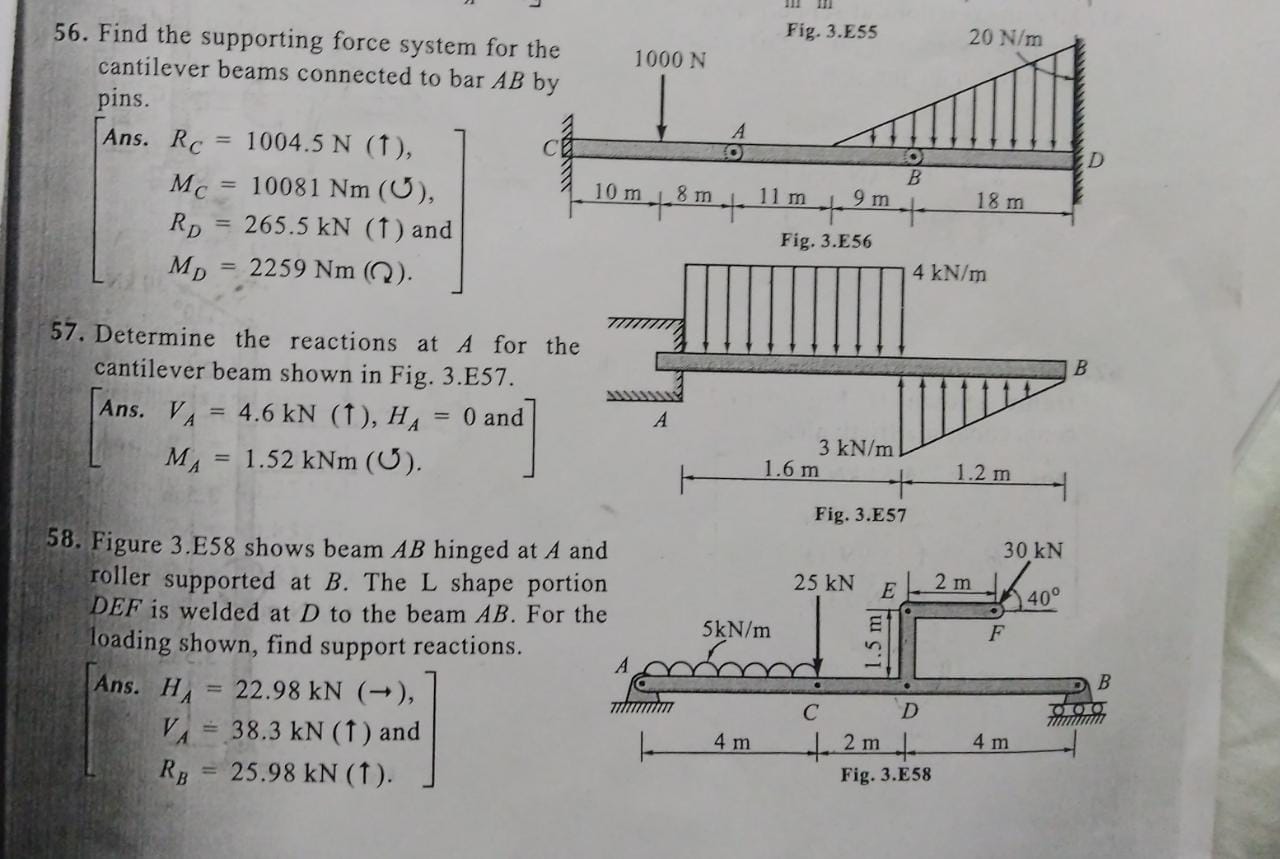 Fig. 3.E55
56. Find the supporting force system for the
cantilever beams connected to bar AB by
pins.
Ans. R_C = 1004.5 N (↑),
M_C = 10081 Nm (↺),
R_D = 265.5 kN (↑) and
M_D = 2259 Nm (↻).
1000 N
20 N/m
C
A
B
D
10 m
8 m
11 m
9 m
18 m
Fig. 3.E56
57. Determine the reactions at A for the
cantilever beam shown in Fig. 3.E57.
Ans. V_A = 4.6 kN (↑), H_A = 0 and
M_A = 1.52 kNm (↺).
4 kN/m
B
A
3 kN/m
1.6 m
1.2 m
Fig. 3.E57
58. Figure 3.E58 shows beam AB hinged at A and
roller supported at B. The L shape portion
DEF is welded at D to the beam AB. For the
loading shown, find support reactions.
Ans. H_A = 22.98 kN (→),
V_A = 38.3 kN (↑) and
R_B = 25.98 kN (↑).
30 kN
25 kN
E
2 m
40°
5kN/m
1.5 m
F
A
B
C
D
4 m
2 m
4 m
Fig. 3.E58